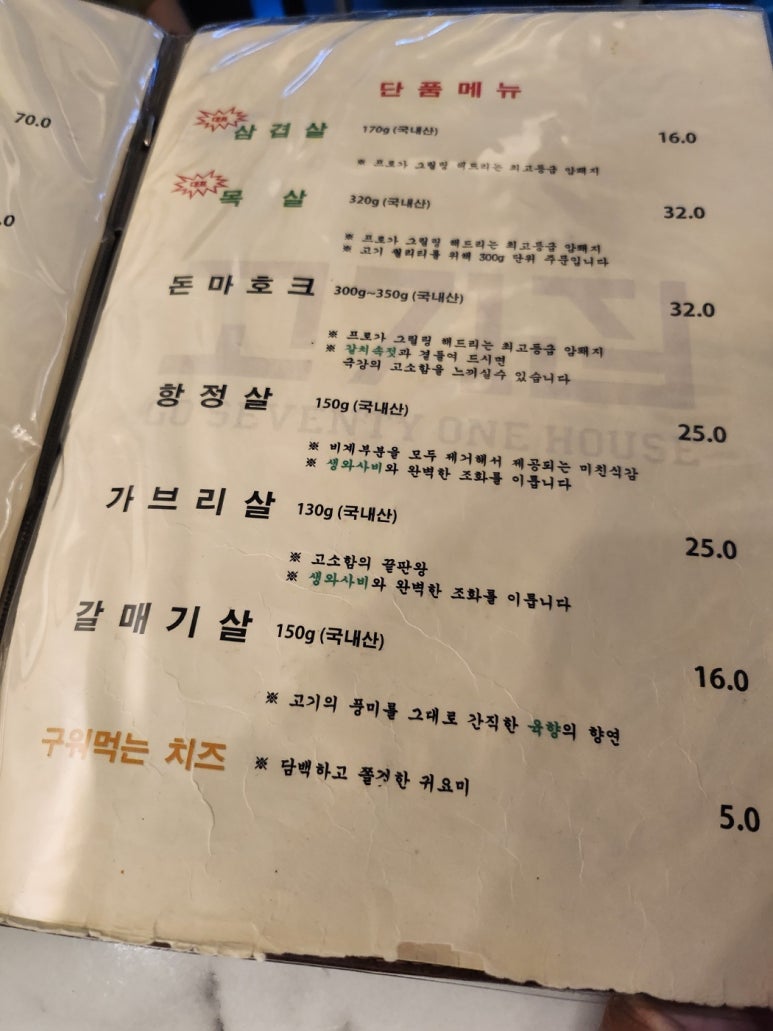 70.0
.0
단품메뉴
대표
삼겹살 170g (국내산) 16.0
※ 프로가 그릴링 해드리는 최고등급 암퇘지
대표
목살 320g (국내산) 32.0
※ 프로가 그릴링 해드리는 최고등급 암퇘지
※ 고기 퀄리티를 위해 300g 단위 주문입니다
돈마호크 300g~350g (국내산) 32.0
※ 프로가 그릴링 해드리는 최고등급 암퇘지
※ 갈치속젓과 곁들여 드시면
극강의 고소함을 느끼실수 있습니다
항정살 150g (국내산) 25.0
※ 비계부분을 모두 제거해서 제공되는 미친식감
※ 생와사비와 완벽한 조화를 이룹니다
가브리살 130g (국내산) 25.0
※ 고소함의 끝판왕
※ 생와사비와 완벽한 조화를 이룹니다
갈매기살 150g (국내산) 16.0
※ 고기의 풍미를 그대로 간직한 육향의 향연
구워먹는 치즈 ※ 담백하고 쫄깃한 귀요미 5.0
GO SEVENTY ONE HOUSE